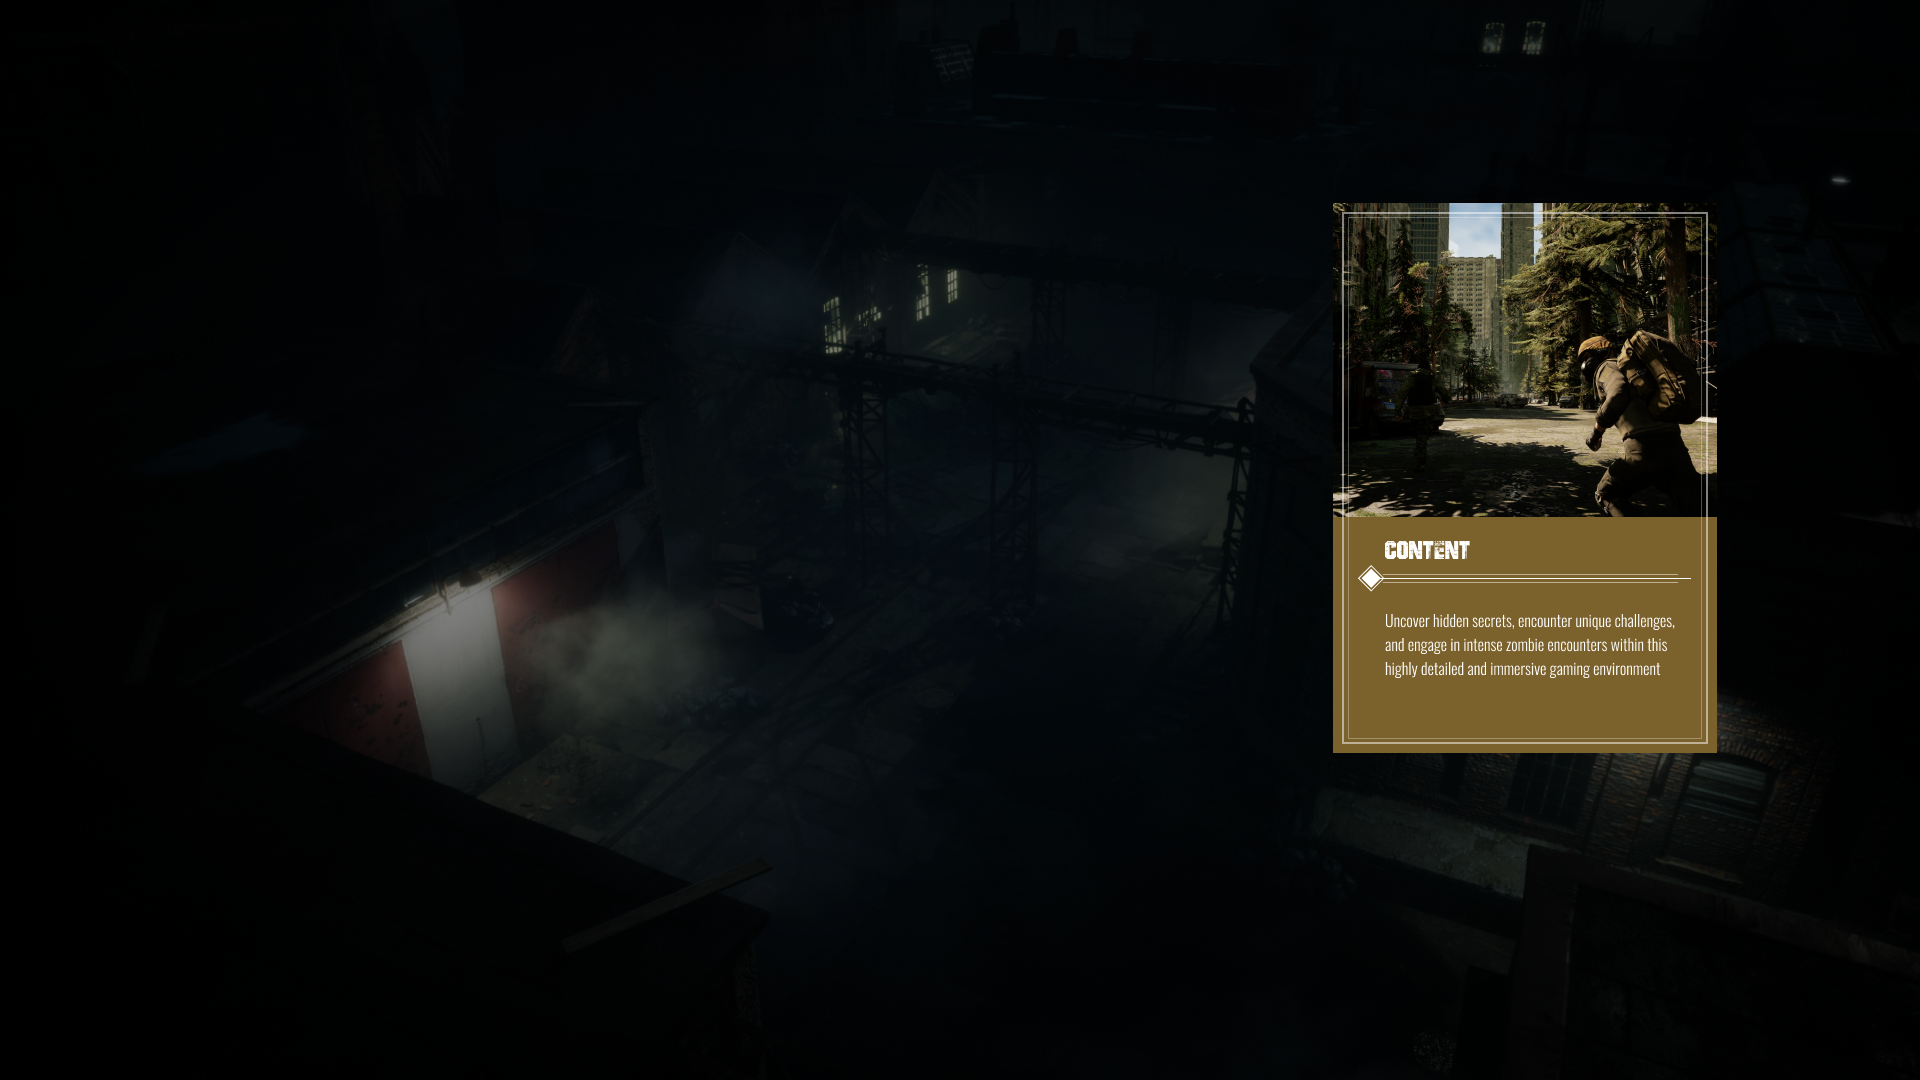 CONTENT
Uncover hidden secrets, encounter unique challenges,
and engage in intense zombie encounters within this
highly detailed and immersive gaming environment